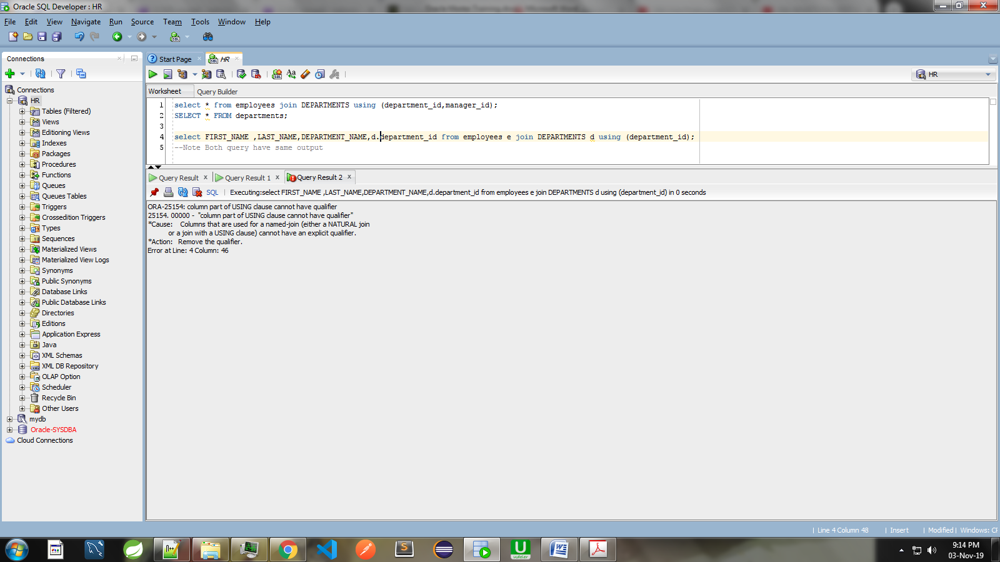 Oracle SQL Developer : HR
File Edit View Navigate Run Source Team Tools Window Help
Connections
Start Page
HR
HR
Worksheet Query Builder
1 select * from employees join DEPARTMENTS using (department_id,manager_id);
2 SELECT * FROM departments;
3
4 select FIRST_NAME ,LAST_NAME,DEPARTMENT_NAME,d.department_id from employees e join DEPARTMENTS d using (department_id);
5 --Note Both query have same output
Connections
HR
Tables (Filtered)
Views
Editioning Views
Indexes
Packages
Procedures
Functions
Queues
Queues Tables
Triggers
Crossedition Triggers
Types
Sequences
Materialized Views
Materialized View Logs
Synonyms
Public Synonyms
Database Links
Public Database Links
Directories
Editions
Application Express
Java
XML Schemas
XML DB Repository
OLAP Option
Scheduler
Recycle Bin
Other Users
mydb
Oracle-SYSDBA
Cloud Connections
Query Result Query Result 1 Query Result 2
SQL Executing:select FIRST_NAME ,LAST_NAME,DEPARTMENT_NAME,d.department_id from employees e join DEPARTMENTS d using (department_id) in 0 seconds
ORA-25154: column part of USING clause cannot have qualifier
25154. 00000 - "column part of USING clause cannot have qualifier"
*Cause: Columns that are used for a named-join (either a NATURAL join
or a join with a USING clause) cannot have an explicit qualifier.
*Action: Remove the qualifier.
Error at Line: 4 Column: 46
| Line 4 Column 48 | Insert | Modified | Windows: CF
9:14 PM
03-Nov-19